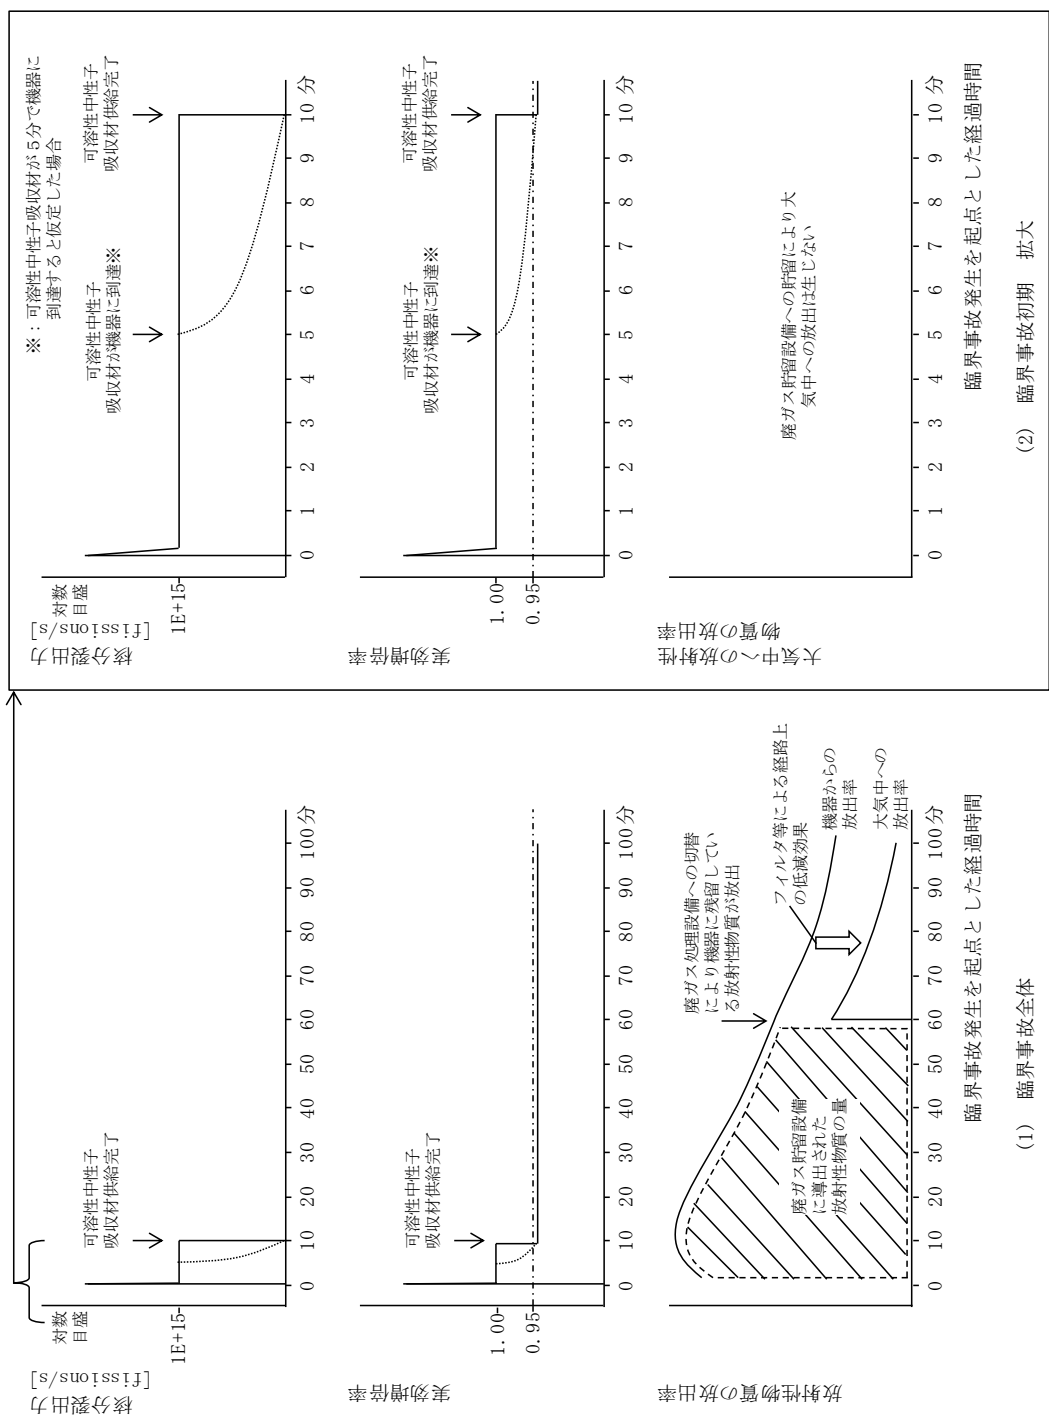 核分裂出力
[fissions/s]
対数
目盛
1E+15
可溶性中性子
吸収材供給完了
0 10 20 30 40 50 60 70 80 90 100 分
実効増倍率
1.00
0.95
可溶性中性子
吸収材供給完了
0 10 20 30 40 50 60 70 80 90 100 分
放射性物質の放出率
廃ガス貯留設備
に導出された
放射性物質の量
廃ガス処理設備への切替
により機器に残留してい
る放射性物質が放出
フィルタ等による経路上
の低減効果
機器からの
放出率
大気中への
放出率
0 10 20 30 40 50 60 70 80 90 100 分
臨界事故発生を起点とした経過時間
(1) 臨界事故全体
※：可溶性中性子吸収材が５分で機器に
到達すると仮定した場合
核分裂出力
[fissions/s]
対数
目盛
1E+15
可溶性中性子
吸収材が機器に到達※
可溶性中性子
吸収材供給完了
0 1 2 3 4 5 6 7 8 9 10 分
実効増倍率
1.00
0.95
可溶性中性子
吸収材が機器に到達※
可溶性中性子
吸収材供給完了
0 1 2 3 4 5 6 7 8 9 10 分
大気中への放射性
物質の放出率
廃ガス貯留設備への貯留により大
気中への放出は生じない
0 1 2 3 4 5 6 7 8 9 10 分
臨界事故発生を起点とした経過時間
(2) 臨界事故初期 拡大